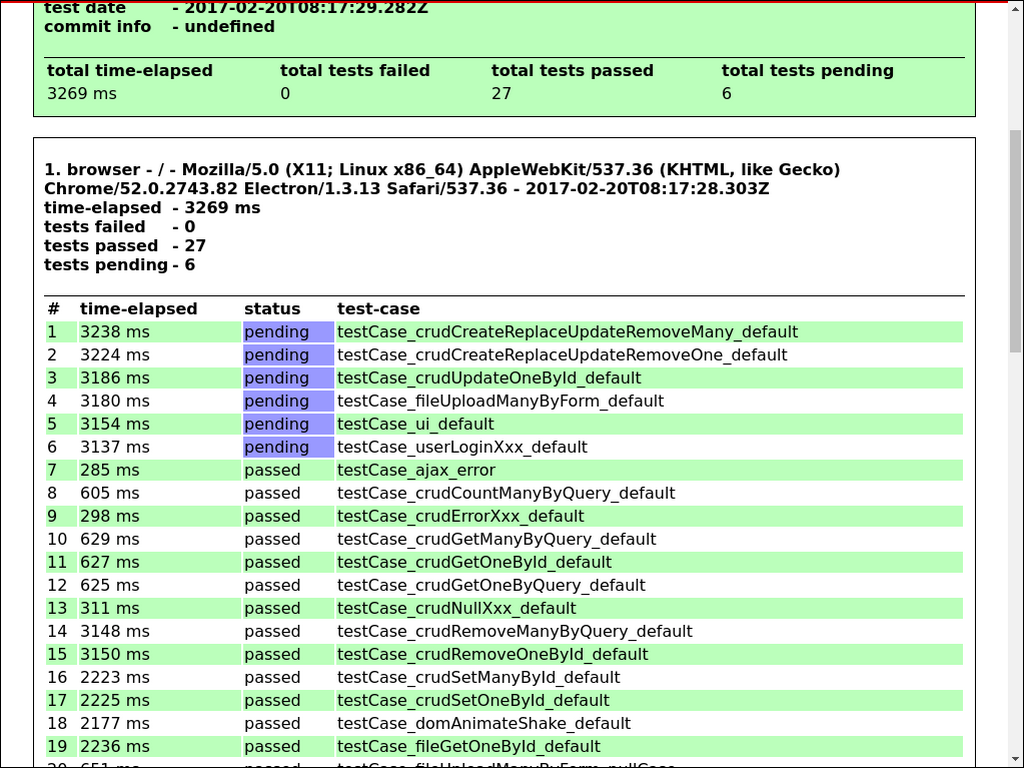 test date - 2017-02-20T08:17:29.282Z
commit info - undefined
total time-elapsed total tests failed total tests passed total tests pending
3269 ms 0 27 6
1. browser - / - Mozilla/5.0 (X11; Linux x86_64) AppleWebKit/537.36 (KHTML, like Gecko)
Chrome/52.0.2743.82 Electron/1.3.13 Safari/537.36 - 2017-02-20T08:17:28.303Z
time-elapsed - 3269 ms
tests failed - 0
tests passed - 27
tests pending - 6
# time-elapsed status test-case
1 3238 ms pending testCase_crudCreateReplaceUpdateRemoveMany_default
2 3224 ms pending testCase_crudCreateReplaceUpdateRemoveOne_default
3 3186 ms pending testCase_crudUpdateOneById_default
4 3180 ms pending testCase_fileUploadManyByForm_default
5 3154 ms pending testCase_ui_default
6 3137 ms pending testCase_userLoginXxx_default
7 285 ms passed testCase_ajax_error
8 605 ms passed testCase_crudCountManyByQuery_default
9 298 ms passed testCase_crudErrorXxx_default
10 629 ms passed testCase_crudGetManyByQuery_default
11 627 ms passed testCase_crudGetOneById_default
12 625 ms passed testCase_crudGetOneByQuery_default
13 311 ms passed testCase_crudNullXxx_default
14 3148 ms passed testCase_crudRemoveManyByQuery_default
15 3150 ms passed testCase_crudRemoveOneById_default
16 2223 ms passed testCase_crudSetManyById_default
17 2225 ms passed testCase_crudSetOneById_default
18 2177 ms passed testCase_domAnimateShake_default
19 2236 ms passed testCase_fileGetOneById_default
20 651 ms passed testCase_fileUploadManyByForm_nullCase